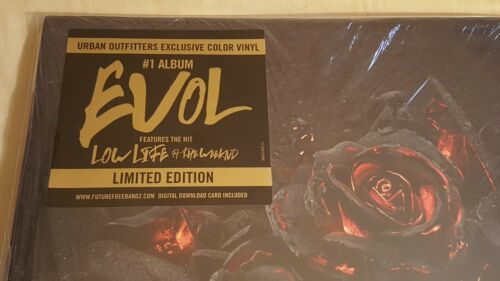 URBAN OUTFITTERS EXCLUSIVE COLOR VINYL
#1 ALBUM
EVOL
FEATURES THE HIT
LOW LIFE FT THE WEEKND
LIMITED EDITION
WWW.FUTUREFREEBANDZ.COM DIGITAL DOWNLOAD CARD INCLUDED